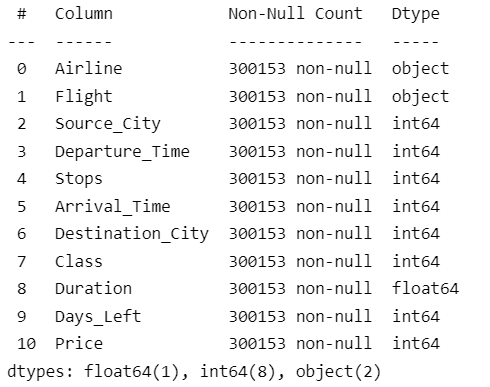 #   Column            Non-Null Count   Dtype
---  ------            --------------   -----
0   Airline           300153 non-null  object
1   Flight            300153 non-null  object
2   Source_City       300153 non-null  int64
3   Departure_Time    300153 non-null  int64
4   Stops             300153 non-null  int64
5   Arrival_Time      300153 non-null  int64
6   Destination_City  300153 non-null  int64
7   Class             300153 non-null  int64
8   Duration          300153 non-null  float64
9   Days_Left         300153 non-null  int64
10  Price             300153 non-null  int64
dtypes: float64(1), int64(8), object(2)